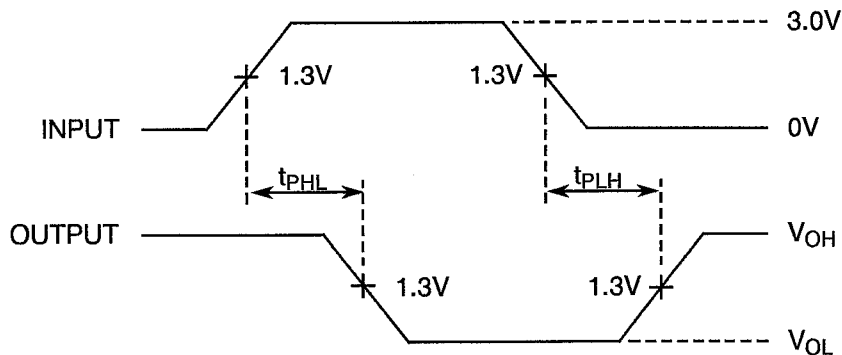 3.0V
1.3V 1.3V
INPUT 0V
tPHL tPLH
OUTPUT VOH
1.3V 1.3V
VOL